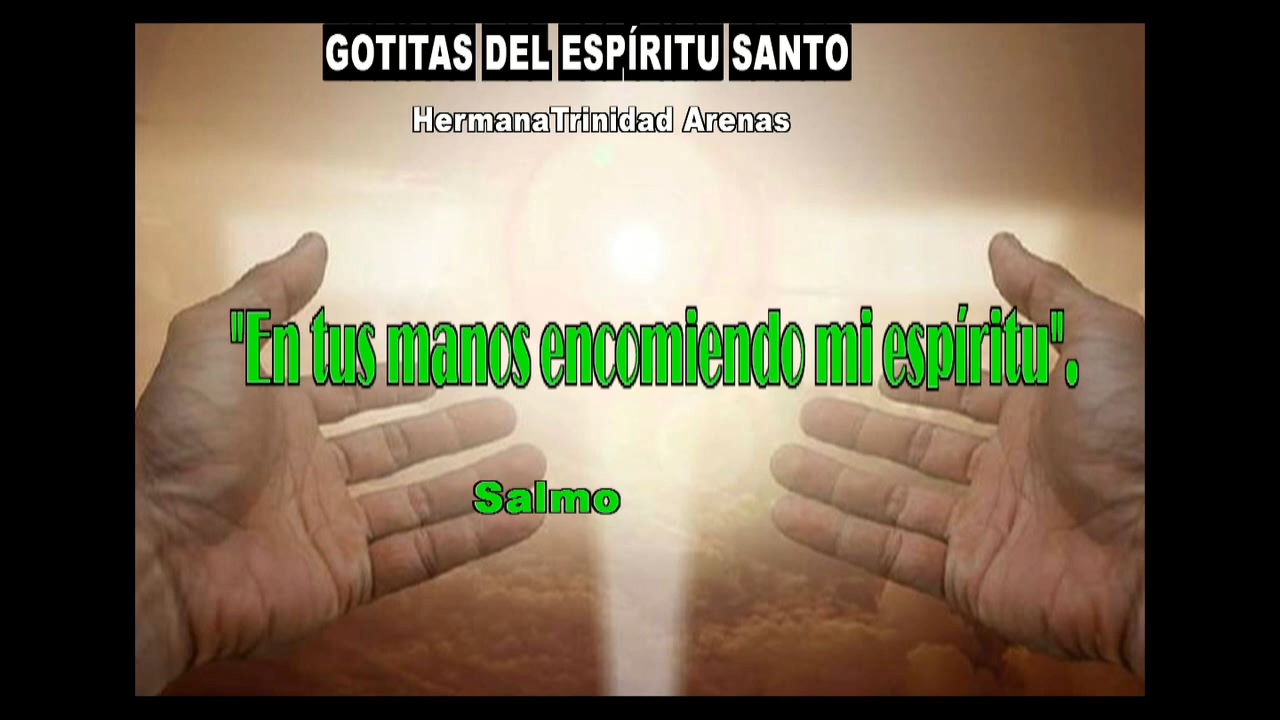 GOTITAS DEL ESPÍRITU SANTO
HermanaTrinidad Arenas
"En tus manos encomiendo mi espíritu".
Salmo